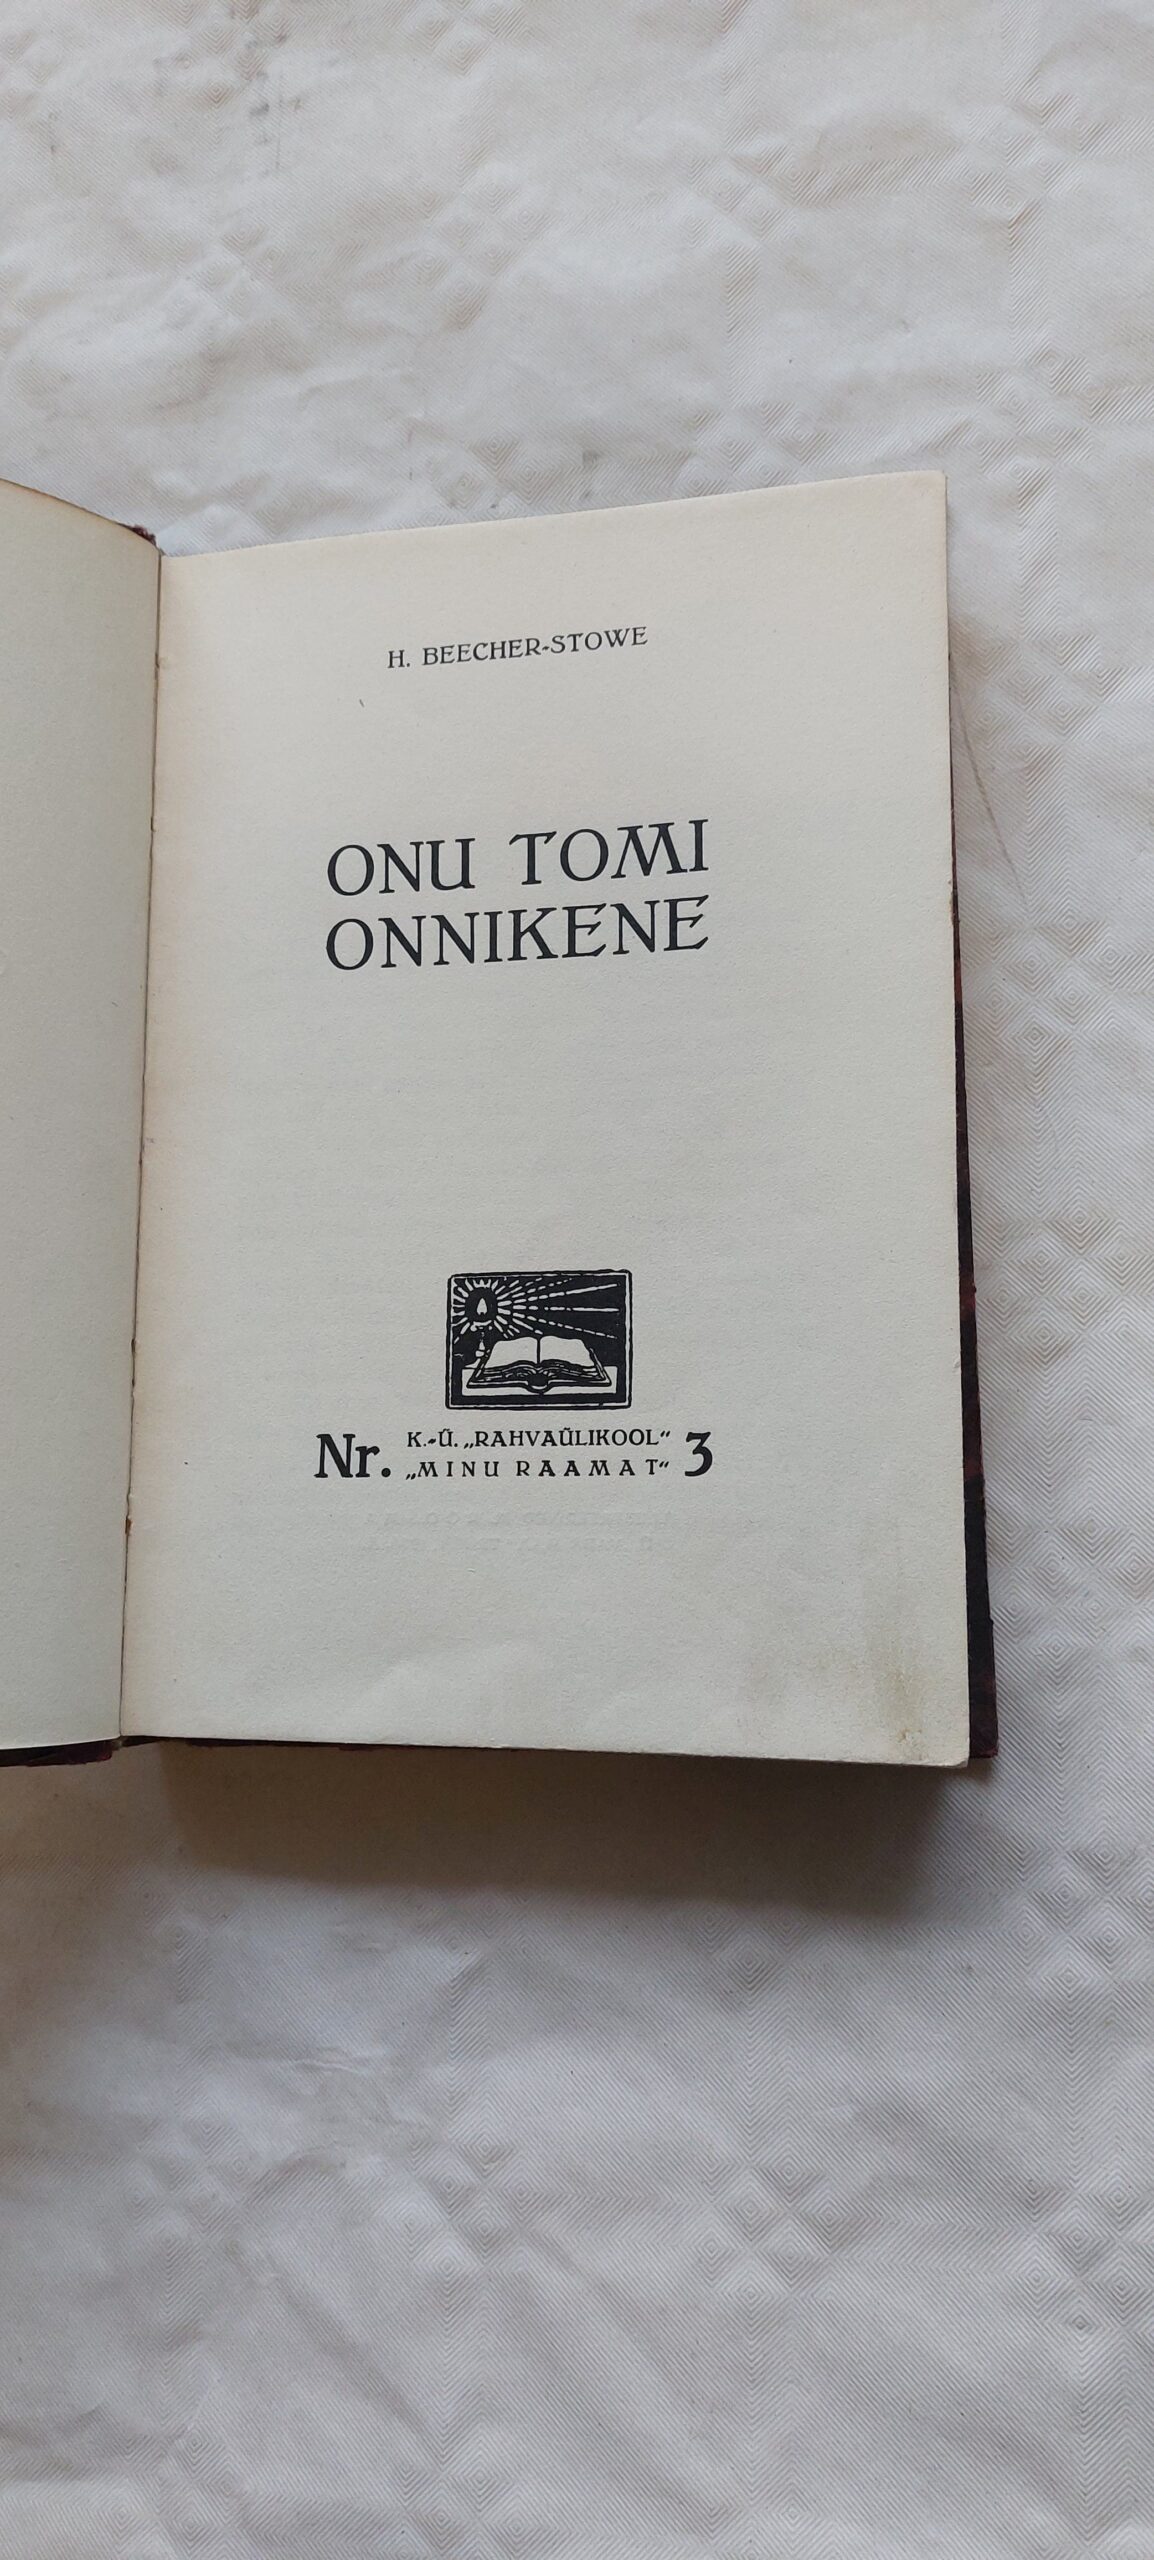 H. BEECHER-STOWE
ONU TOMI
ONNIKENE
Nr. K.-Ü. „RAHVAÜLIKOOL“ 3
„MINU RAAMAT“